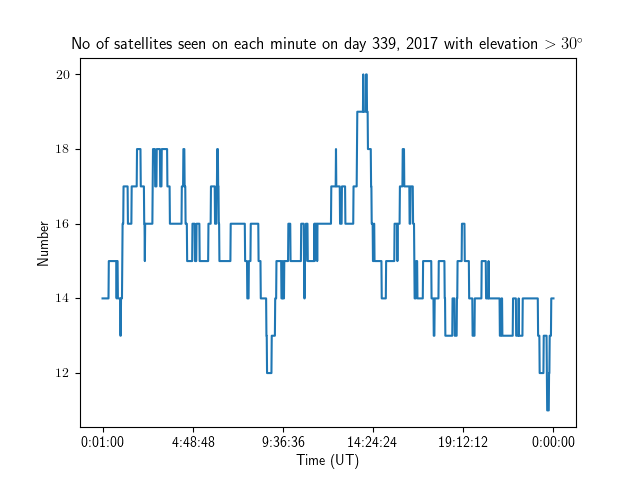 No of satellites seen on each minute on day 339, 2017 with elevation > 30°
20
18
16
14
12
Number
0:01:00 4:48:48 9:36:36 14:24:24 19:12:12 0:00:00
Time (UT)